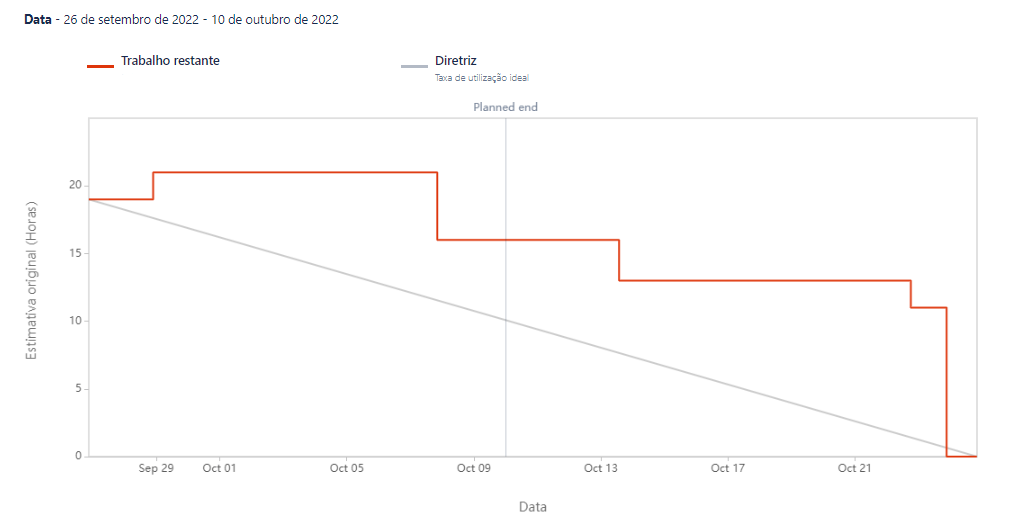 Data - 26 de setembro de 2022 - 10 de outubro de 2022
Trabalho restante
Diretriz
Taxa de utilização ideal
Planned end
Estimativa original (Horas)
20
15
10
5
0
Sep 29
Oct 01
Oct 05
Oct 09
Oct 13
Oct 17
Oct 21
Data